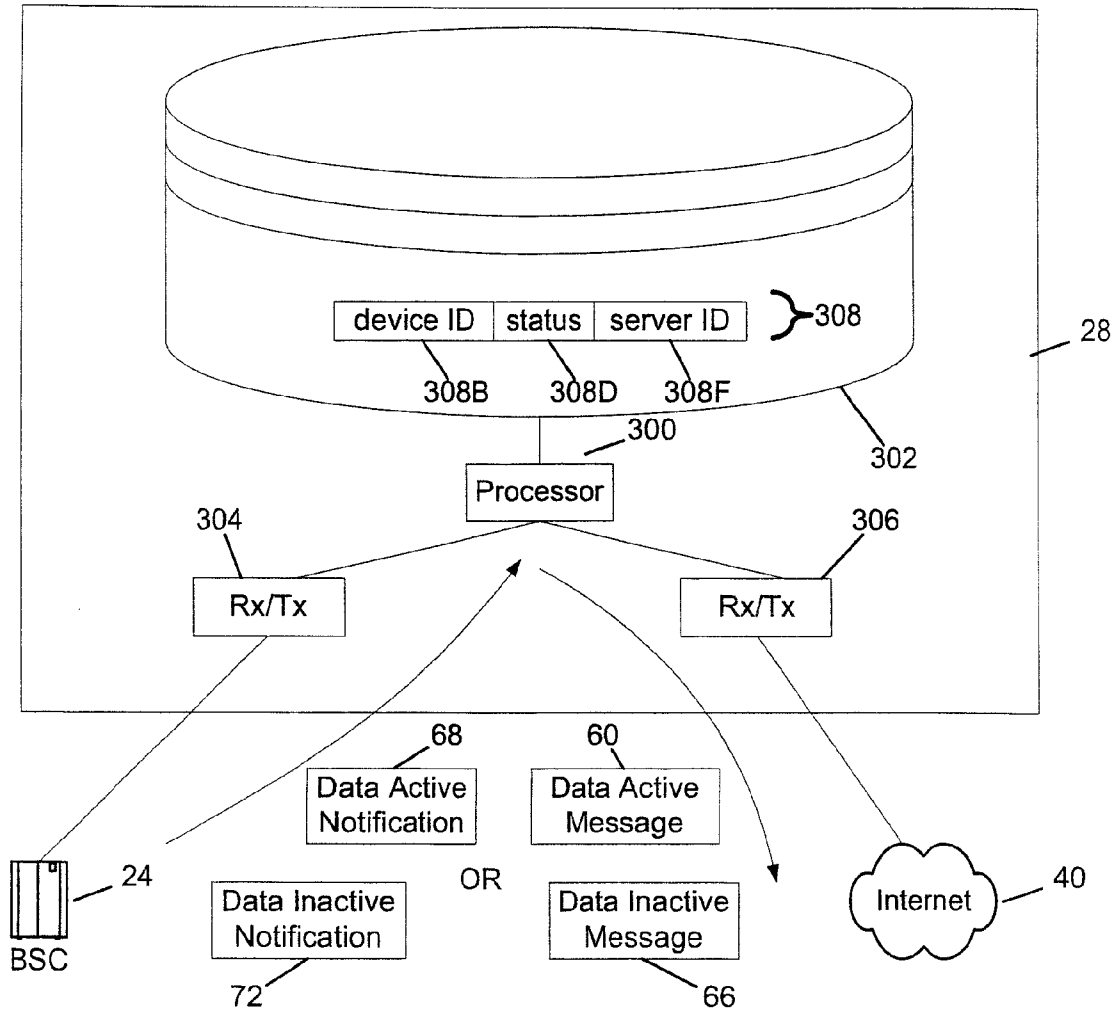 device ID status server ID
308
28
308B 308D 308F
300
302
Processor
304
306
Rx/Tx
Rx/Tx
68
60
Data Active
Notification
Data Active
Message
24
OR
Internet
40
Data Inactive
Notification
Data Inactive
Message
BSC
72
66